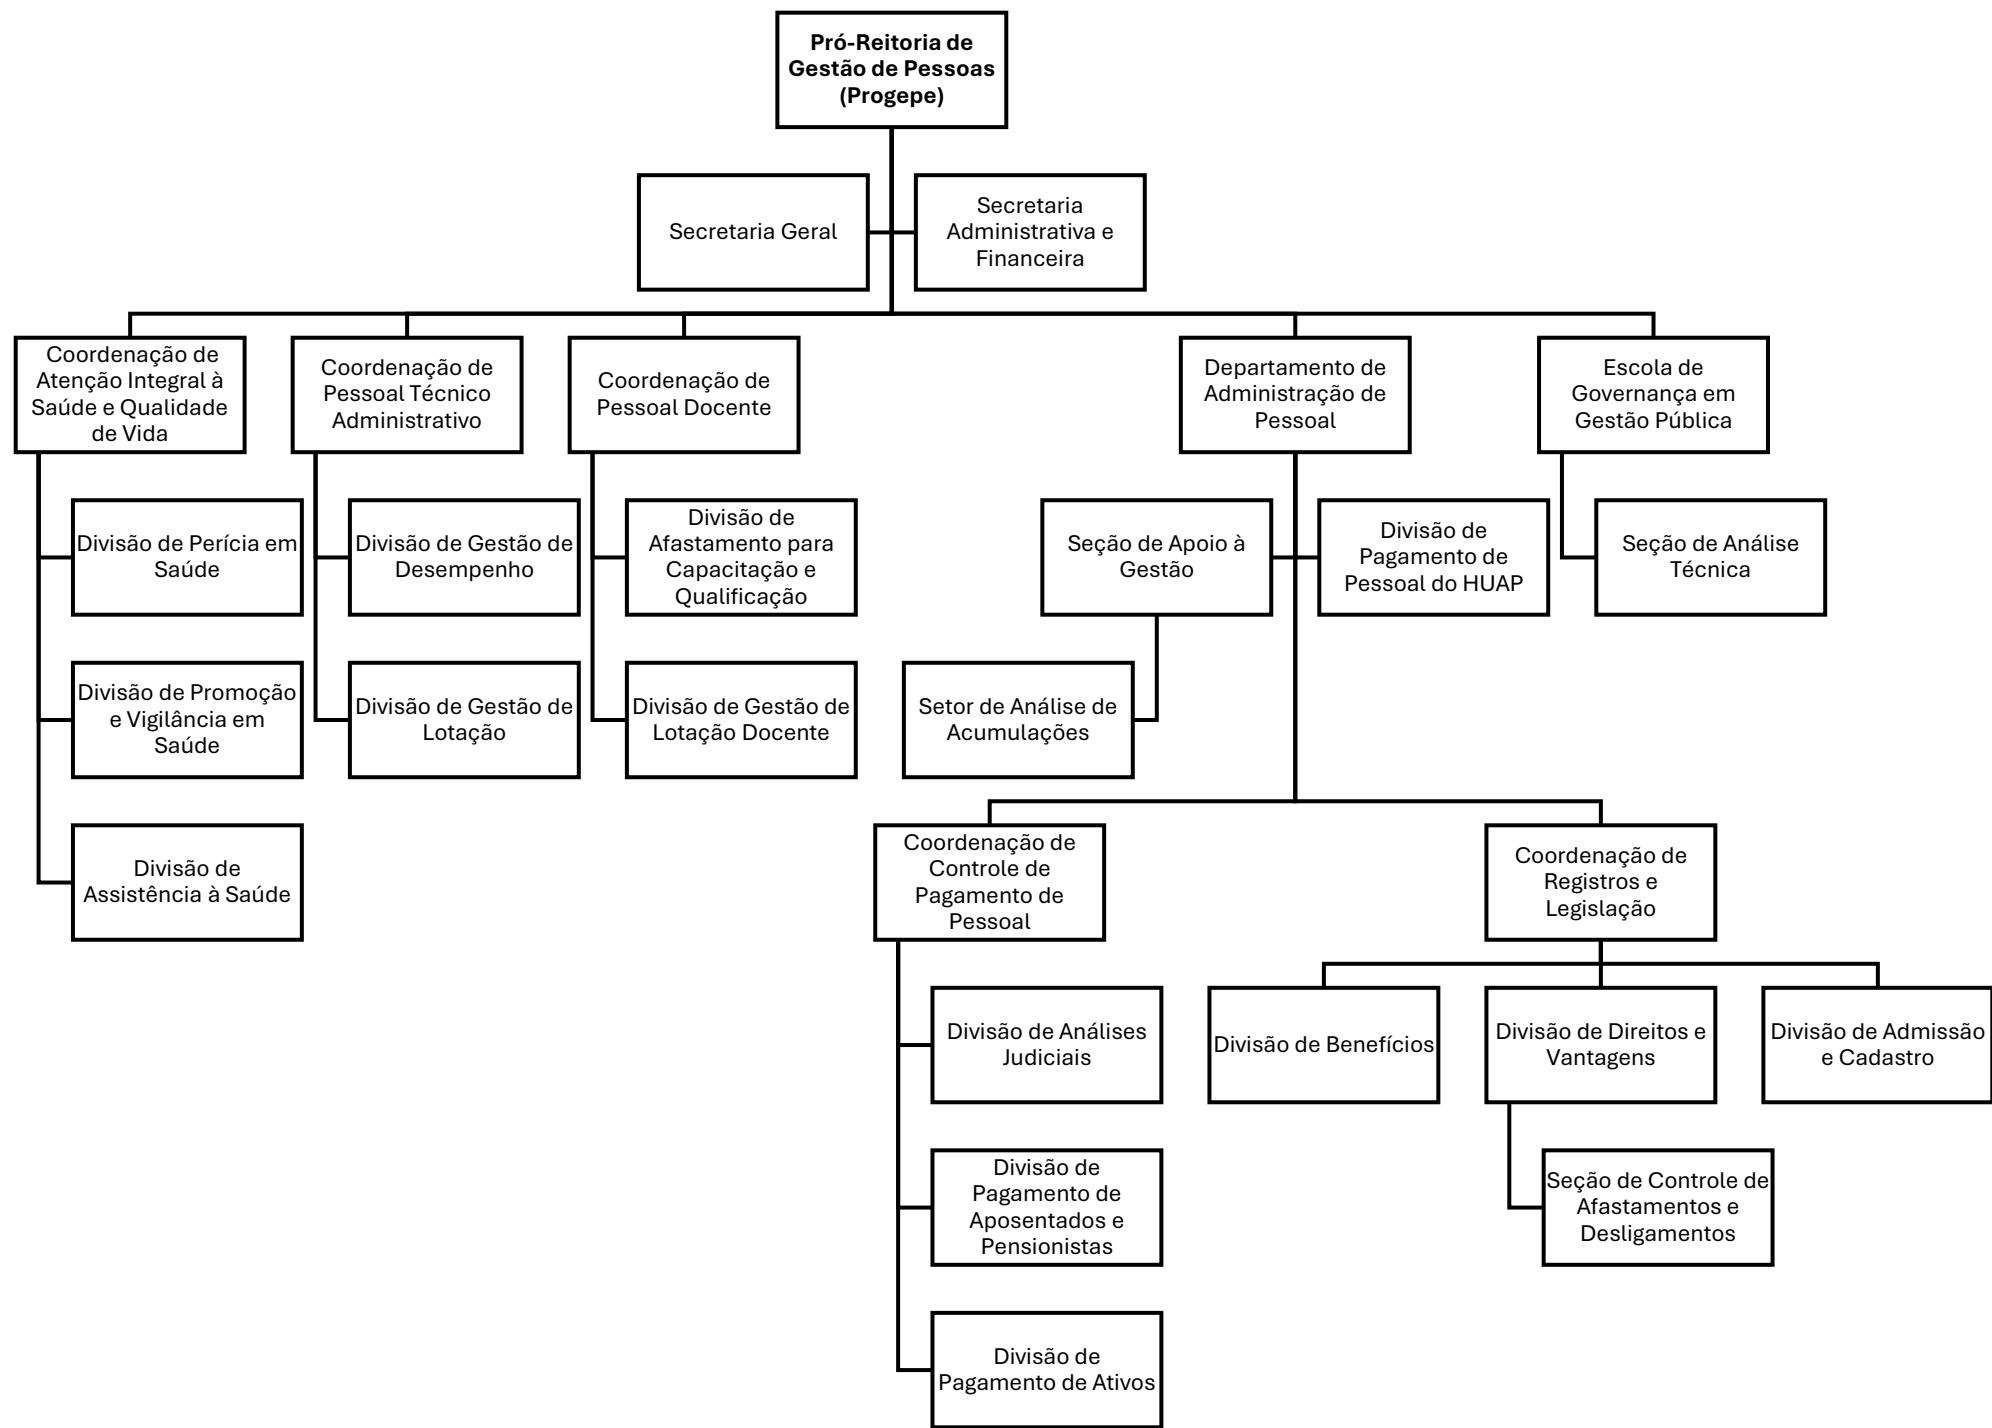 Pró-Reitoria de
Gestão de Pessoas
(Progepe)
Secretaria Geral
Secretaria
Administrativa e
Financeira
Coordenação de
Atenção Integral à
Saúde e Qualidade
de Vida
Coordenação de
Pessoal Técnico
Administrativo
Coordenação de
Pessoal Docente
Departamento de
Administração de
Pessoal
Escola de
Governança em
Gestão Pública
Divisão de Perícia em
Saúde
Divisão de Gestão de
Desempenho
Divisão de
Afastamento para
Capacitação e
Qualificação
Seção de Apoio à
Gestão
Divisão de
Pagamento de
Pessoal do HUAP
Seção de Análise
Técnica
Divisão de Promoção
e Vigilância em
Saúde
Divisão de Gestão de
Lotação
Divisão de Gestão de
Lotação Docente
Setor de Análise de
Acumulações
Divisão de
Assistência à Saúde
Coordenação de
Controle de
Pagamento de
Pessoal
Coordenação de
Registros e
Legislação
Divisão de Análises
Judiciais
Divisão de Benefícios
Divisão de Direitos e
Vantagens
Divisão de Admissão
e Cadastro
Divisão de
Pagamento de
Aposentados e
Pensionistas
Seção de Controle de
Afastamentos e
Desligamentos
Divisão de
Pagamento de Ativos